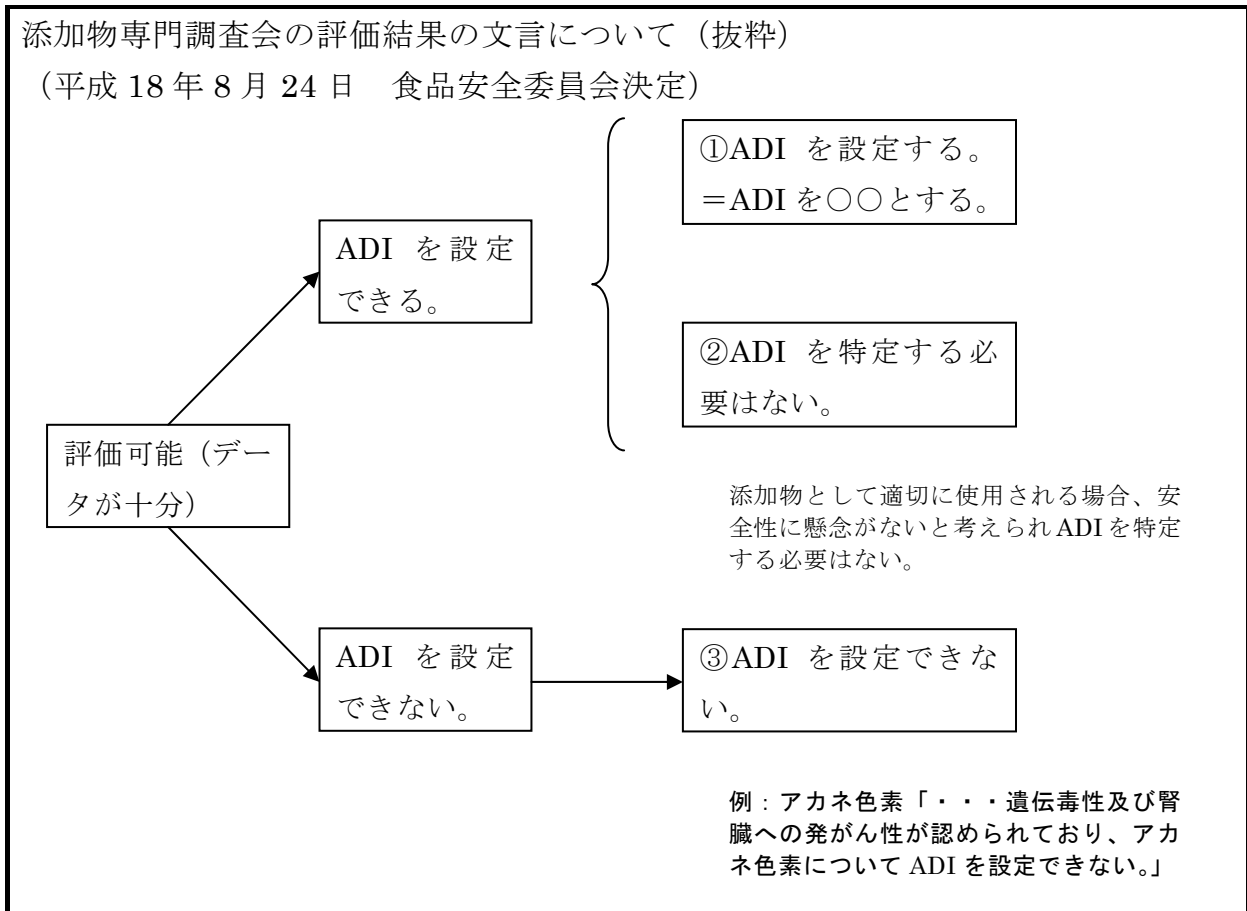 添加物専門調査会の評価結果の文言について（抜粋）
（平成 18 年 8 月 24 日　食品安全委員会決定）
①ADI を設定する。
＝ADI を○○とする。
ADI を設定
できる。
②ADI を特定する必
要はない。
評価可能（デー
タが十分）
添加物として適切に使用される場合、安
全性に懸念がないと考えられ ADI を特定
する必要はない。
ADI を設定
できない。
③ADI を設定できな
い。
例：アカネ色素「・・・遺伝毒性及び腎
臓への発がん性が認められており、アカ
ネ色素について ADI を設定できない。」